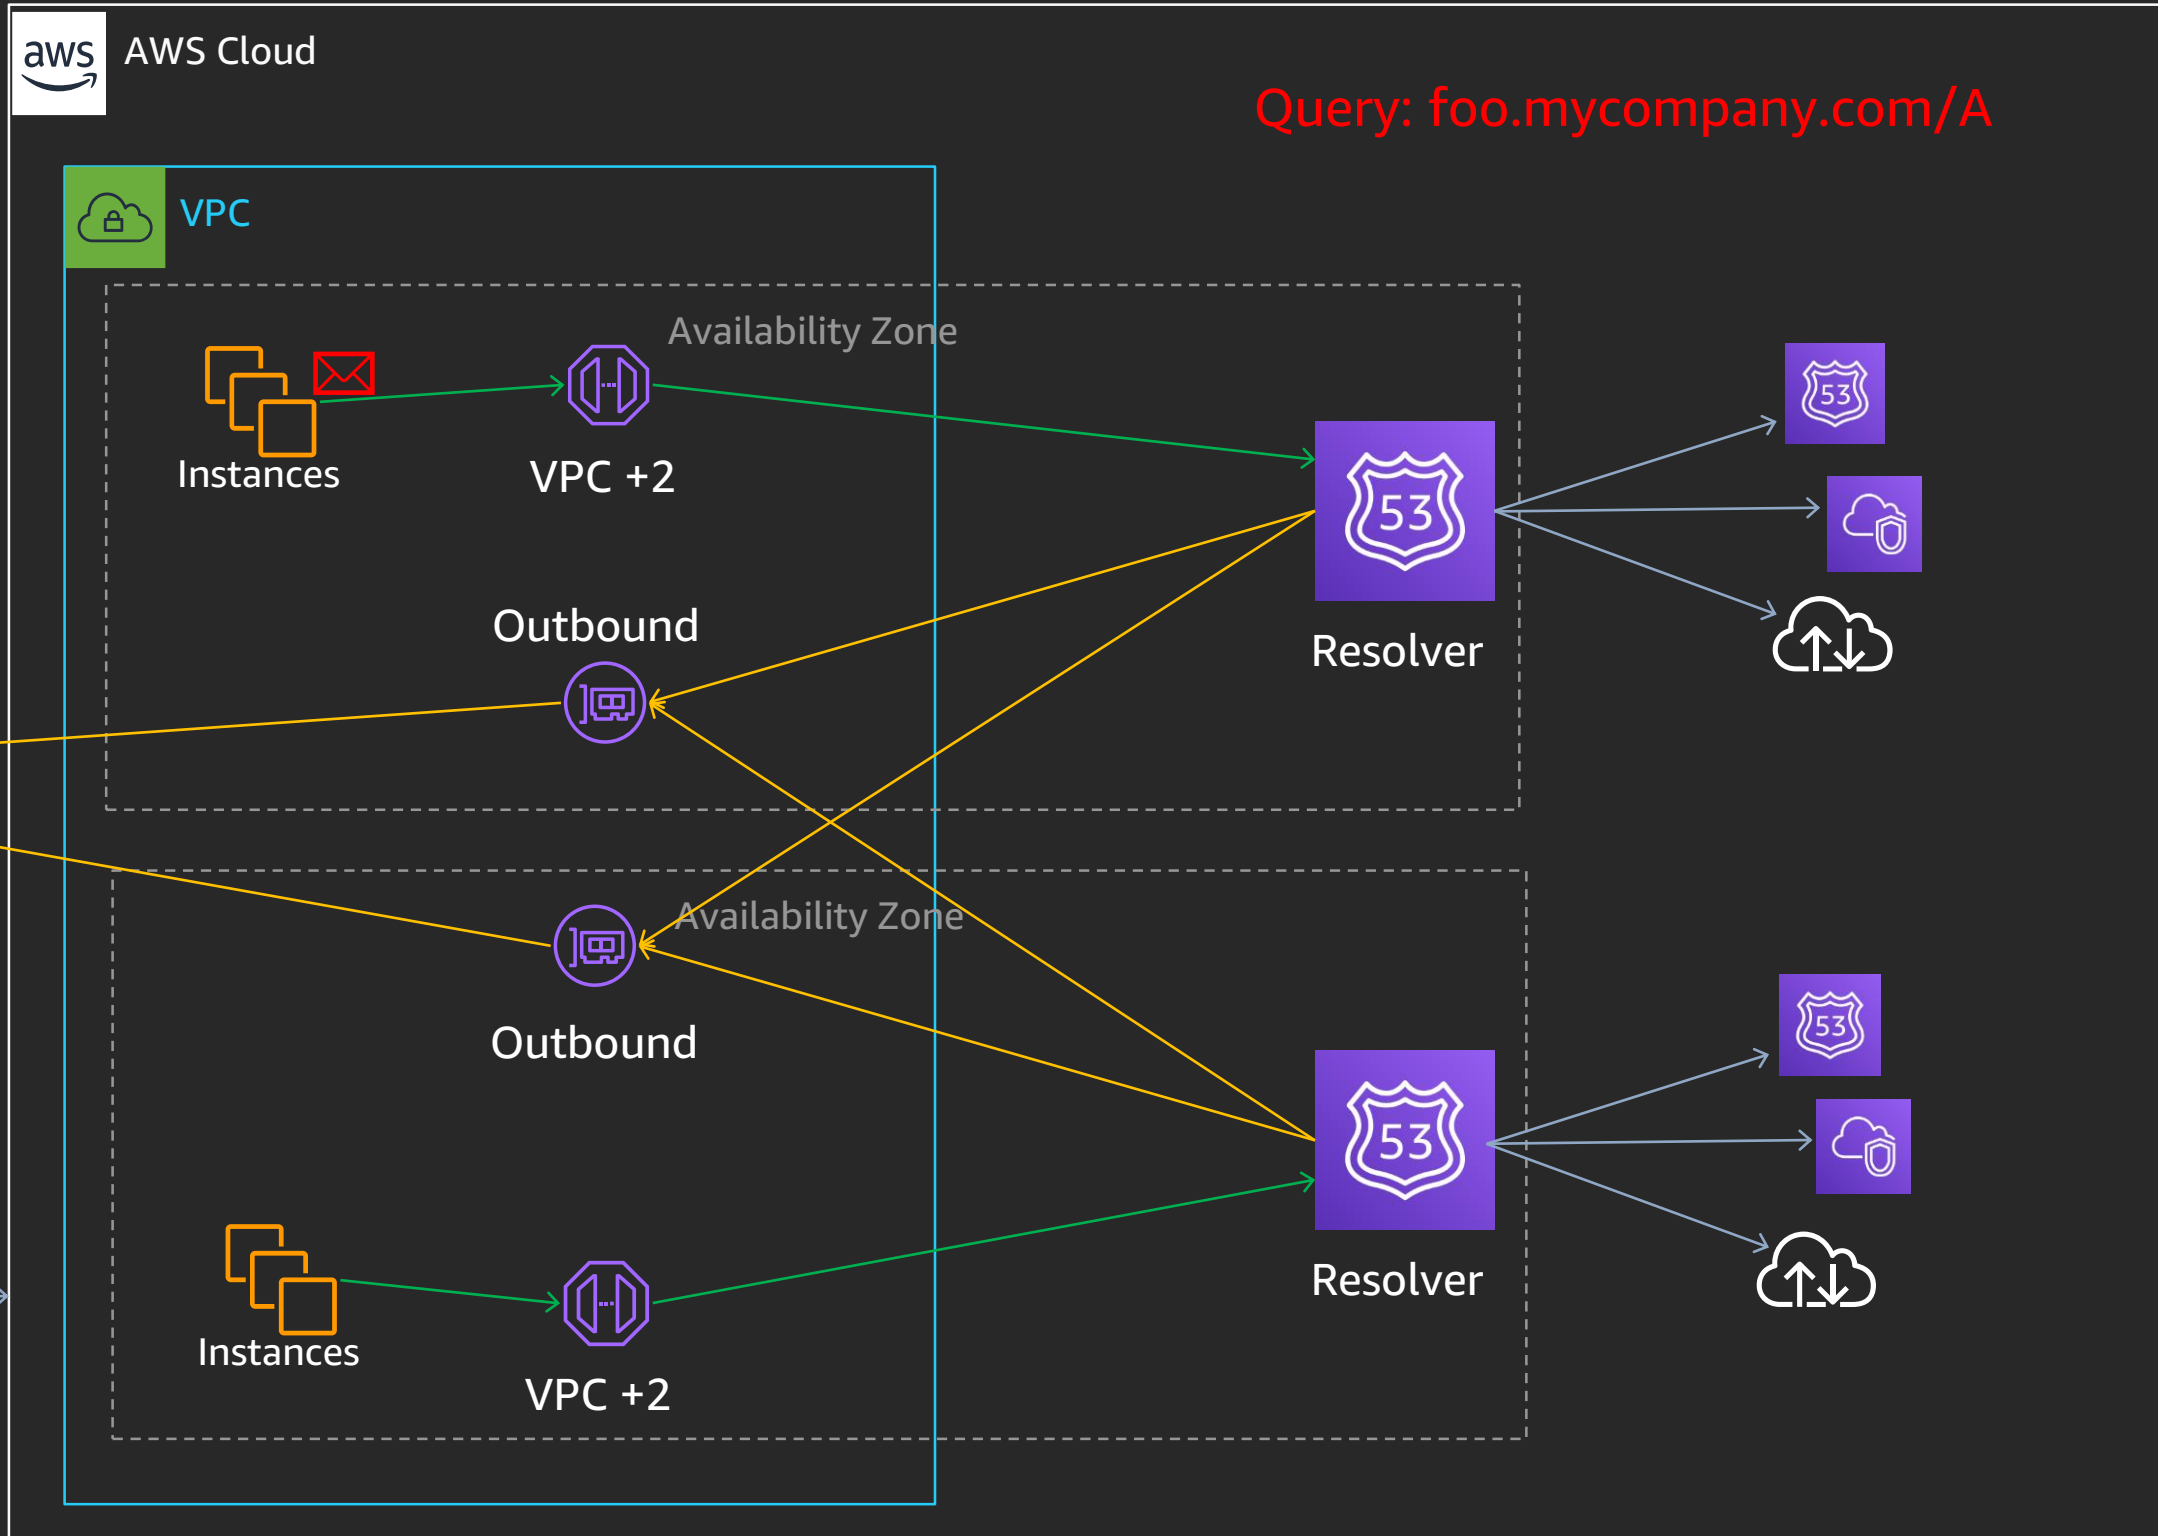 aws
AWS Cloud
Query: foo.mycompany.com/A
VPC
Availability Zone
Instances
VPC +2
53
53
Resolver
Outbound
Availability Zone
Outbound
53
53
Resolver
Instances
VPC +2